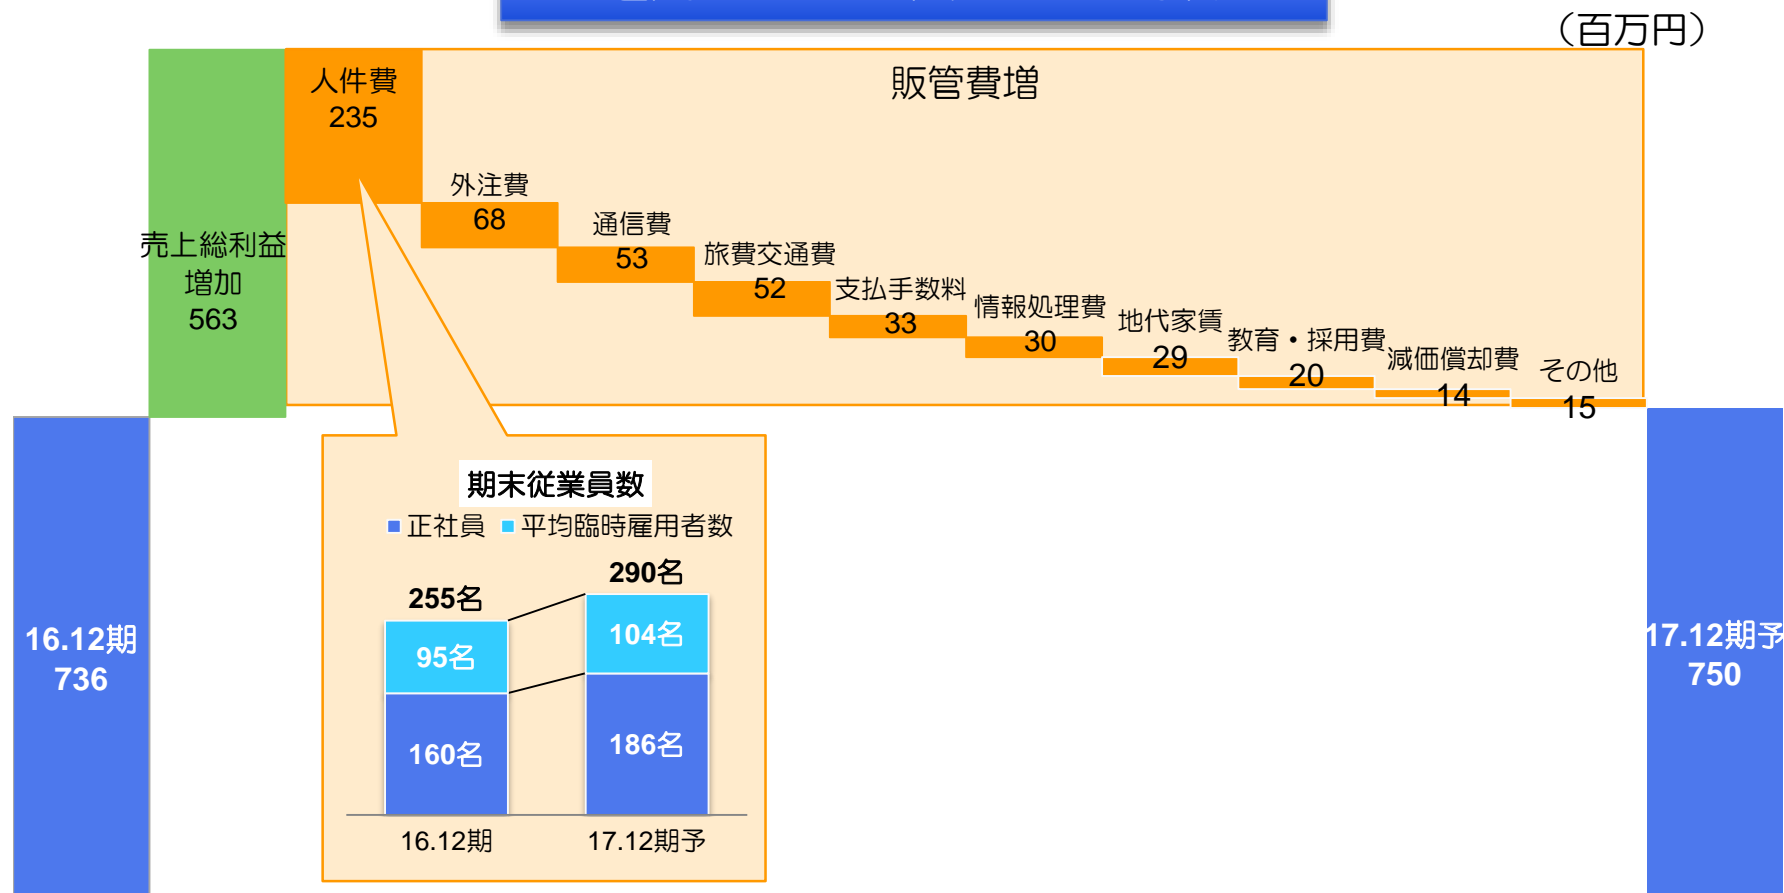 （百万円）
販管費増
人件費
235
外注費
68
通信費
53
旅費交通費
52
支払手数料
33
情報処理費
30
地代家賃
29
教育・採用費
20
減価償却費
14
その他
15
売上総利益
増加
563
16.12期
736
17.12期予
750
期末従業員数
正社員 平均臨時雇用者数
255名
290名
95名
104名
160名
186名
16.12期
17.12期予